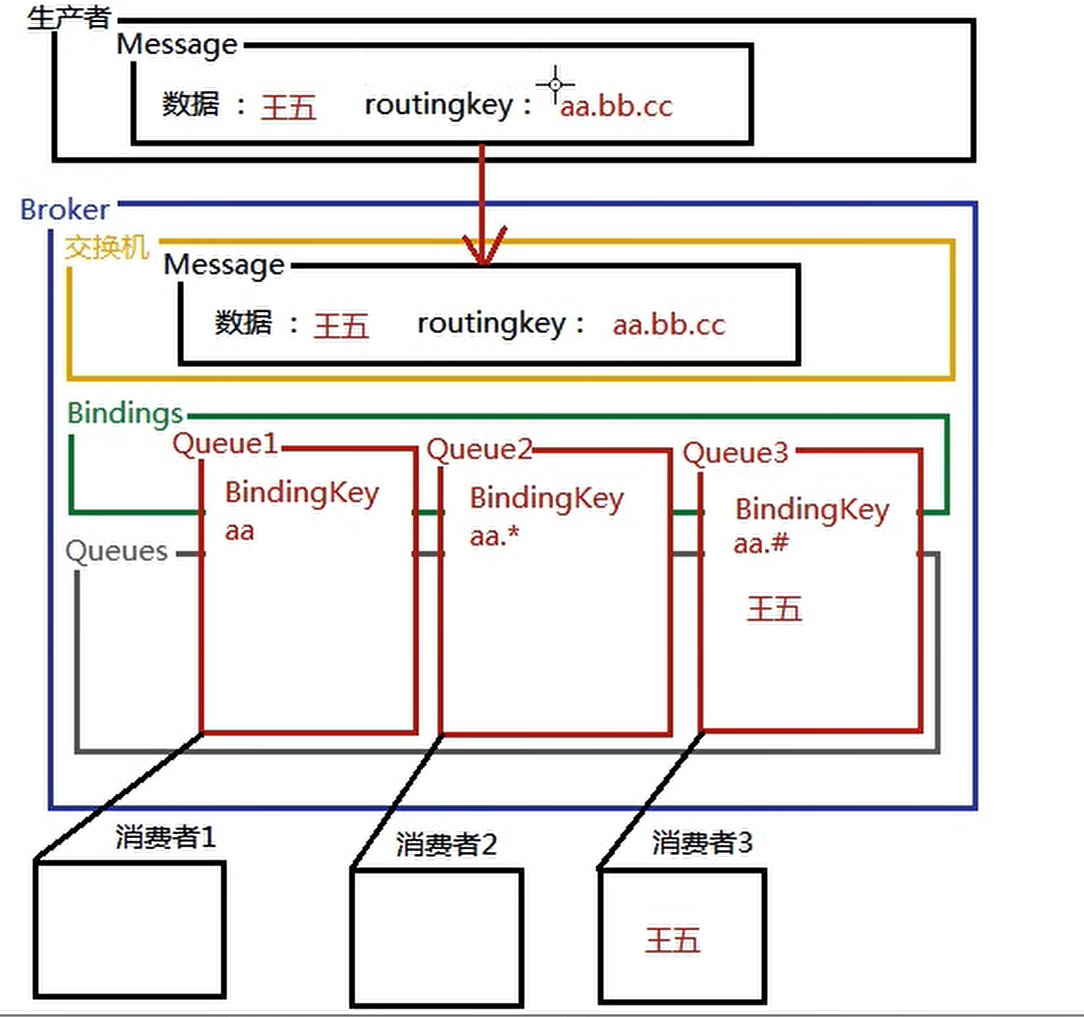 生产者
Message
数据 : 王五 routingkey : aa.bb.cc
Broker
交换机
Message
数据 : 王五 routingkey : aa.bb.cc
Bindings
Queue1 Queue2 Queue3
BindingKey BindingKey BindingKey
aa aa.* aa.#
Queues
王五
消费者1 消费者2 消费者3
王五